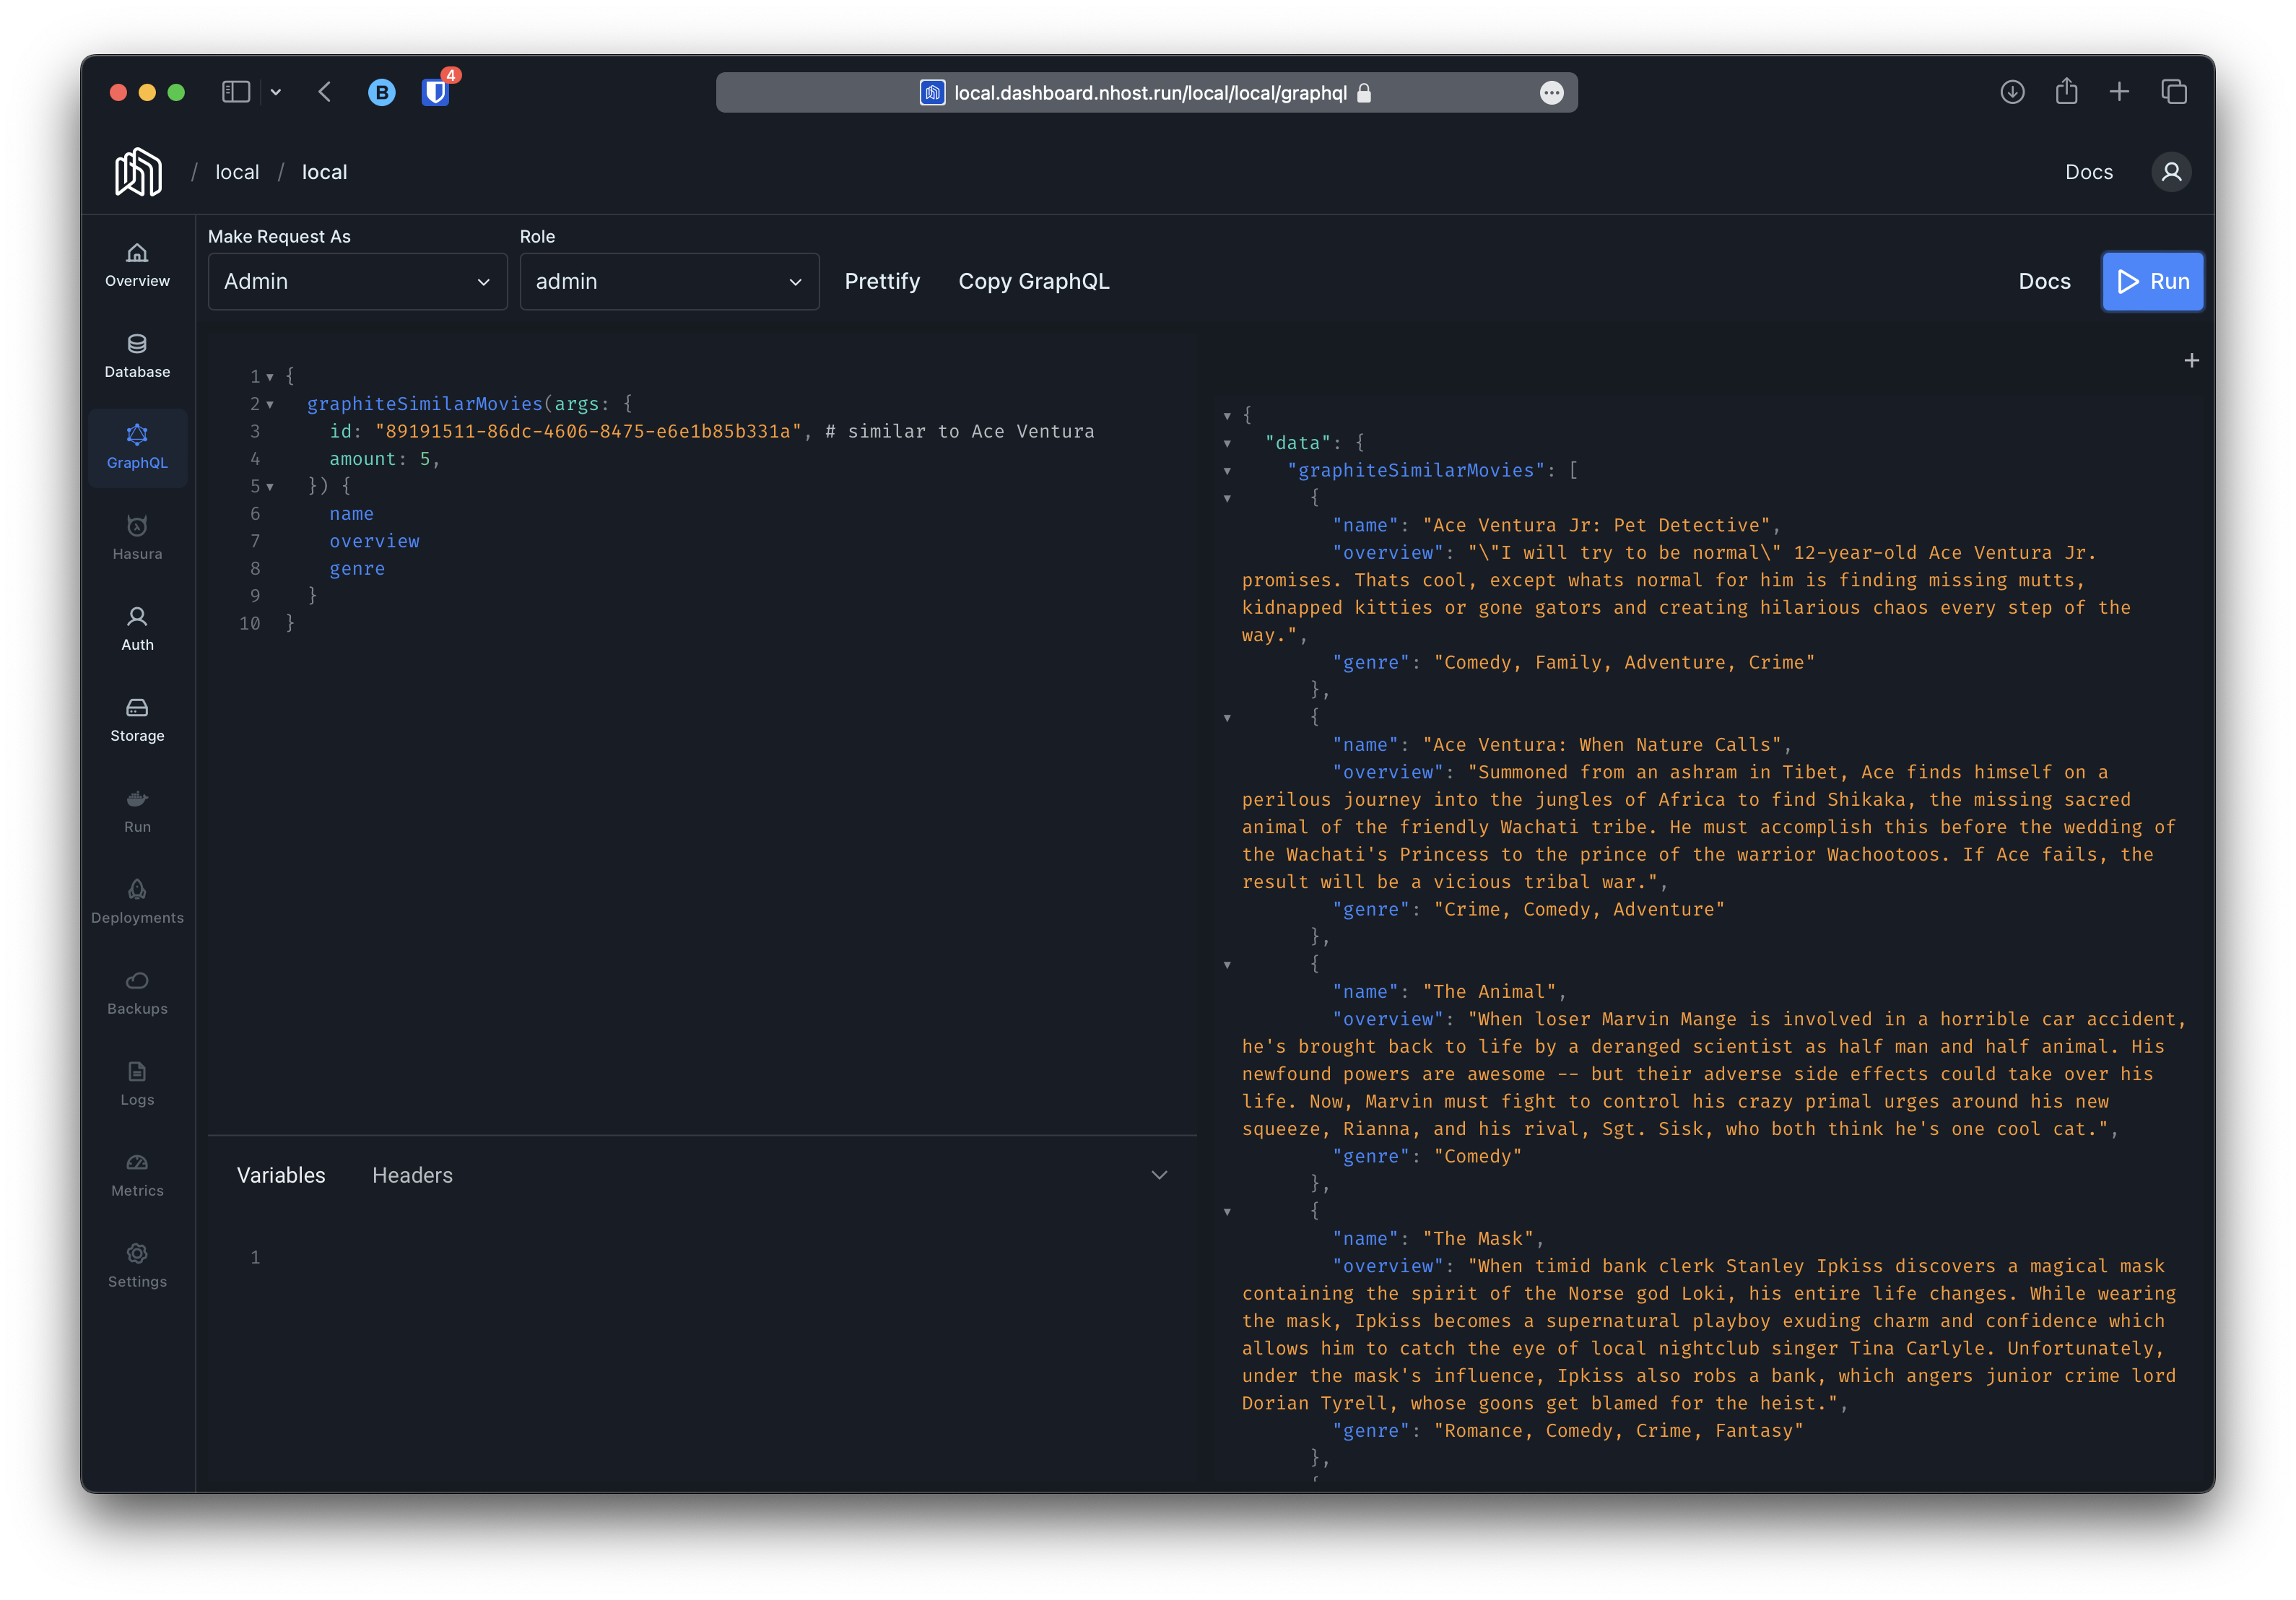 4
local.dashboard.nhost.run/local/local/graphql
/ local / local
Docs
Overview
Database
GraphQL
Hasura
Auth
Storage
Run
Deployments
Backups
Logs
Metrics
Settings
Make Request As
Role
Admin
admin
Prettify
Copy GraphQL
Docs
Run
1 {
2 graphiteSimilarMovies(args: {
3 id: "89191511-86dc-4606-8475-e6e1b85b331a", # similar to Ace Ventura
4 amount: 5,
5 }) {
6 name
7 overview
8 genre
9 }
10 }
Variables
Headers
1
{
"data": {
"graphiteSimilarMovies": [
{
"name": "Ace Ventura Jr: Pet Detective",
"overview": "\"I will try to be normal\" 12-year-old Ace Ventura Jr.
promises. Thats cool, except whats normal for him is finding missing mutts,
kidnapped kitties or gone gators and creating hilarious chaos every step of the
way.",
"genre": "Comedy, Family, Adventure, Crime"
},
{
"name": "Ace Ventura: When Nature Calls",
"overview": "Summoned from an ashram in Tibet, Ace finds himself on a
perilous journey into the jungles of Africa to find Shikaka, the missing sacred
animal of the friendly Wachati tribe. He must accomplish this before the wedding of
the Wachati's Princess to the prince of the warrior Wachootoos. If Ace fails, the
result will be a vicious tribal war.",
"genre": "Crime, Comedy, Adventure"
},
{
"name": "The Animal",
"overview": "When loser Marvin Mange is involved in a horrible car accident,
he's brought back to life by a deranged scientist as half man and half animal. His
newfound powers are awesome -- but their adverse side effects could take over his
life. Now, Marvin must fight to control his crazy primal urges around his new
squeeze, Rianna, and his rival, Sgt. Sisk, who both think he's one cool cat.",
"genre": "Comedy"
},
{
"name": "The Mask",
"overview": "When timid bank clerk Stanley Ipkiss discovers a magical mask
containing the spirit of the Norse god Loki, his entire life changes. While wearing
the mask, Ipkiss becomes a supernatural playboy exuding charm and confidence which
allows him to catch the eye of local nightclub singer Tina Carlyle. Unfortunately,
under the mask's influence, Ipkiss also robs a bank, which angers junior crime lord
Dorian Tyrell, whose goons get blamed for the heist.",
"genre": "Romance, Comedy, Crime, Fantasy"
},